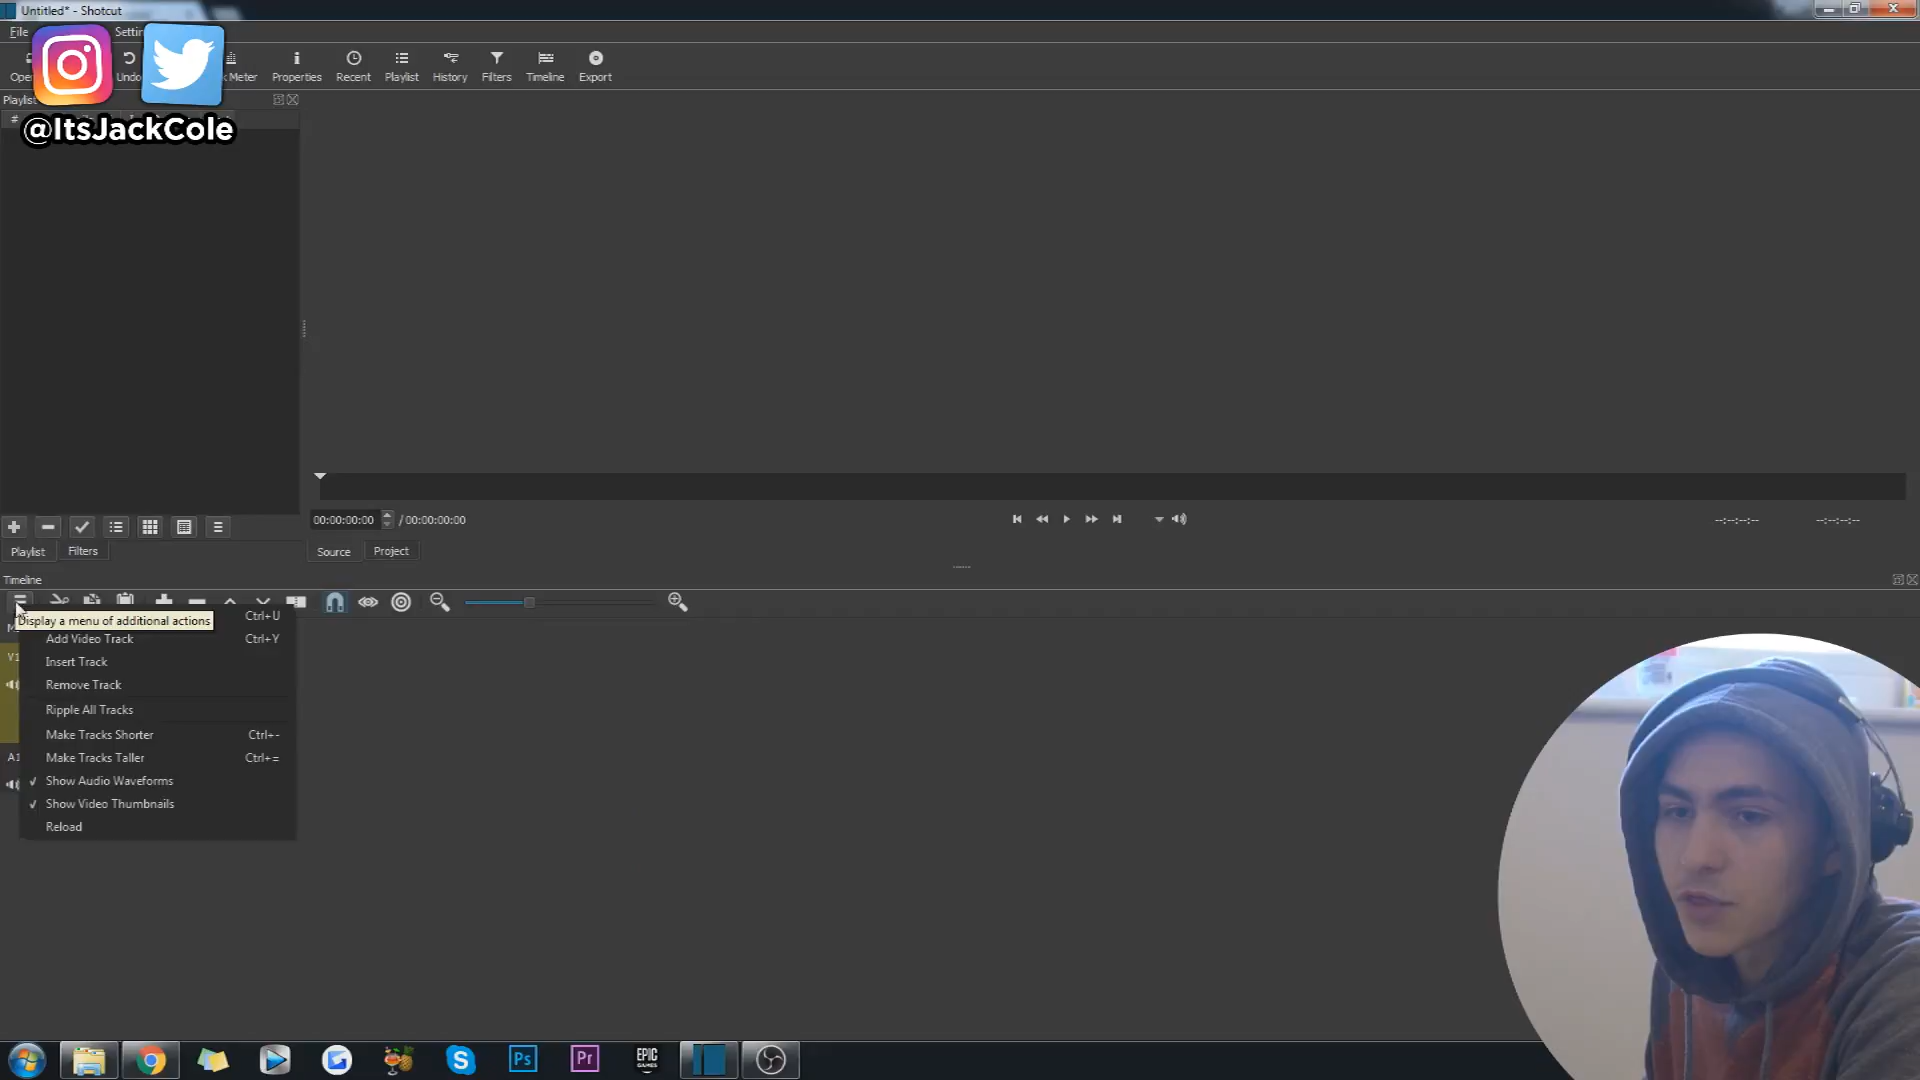 Untitled* - Shotcut
File
Undo
Meter
Properties
Recent
Playlist
History
Filters
Timeline
Export
Playlist
#
@ItsJackCole
00:00:00:00
/ 00:00:00:00
--:--:--:--
--:--:--:--
Playlist
Filters
Source
Project
Timeline
Display a menu of additional actions
Ctrl+U
Add Video Track
Ctrl+Y
Insert Track
Remove Track
Ripple All Tracks
Make Tracks Shorter
Ctrl+-
Make Tracks Taller
Ctrl+=
Show Audio Waveforms
Show Video Thumbnails
Reload
V1
A1
Ps
Pr
EPIC
GAMES